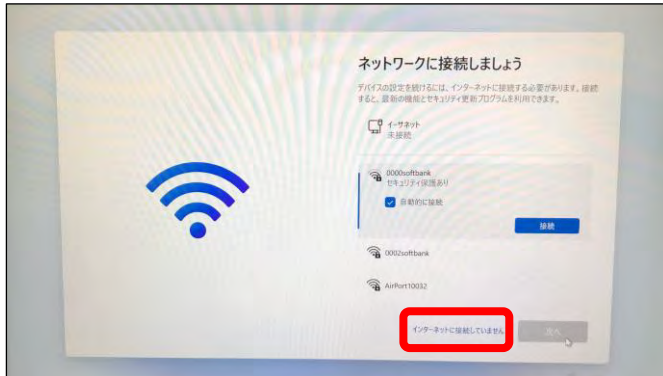 ネットワークに接続しましょう
デバイスの設定を続けるには、インターネットに接続する必要があります。接続
すると、最新の機能とセキュリティ更新プログラムを利用できます。
イーサネット
未接続
0000softbank
セキュリティ保護あり
自動的に接続
接続
0002softbank
AirPort10032
インターネットに接続していません
次へ